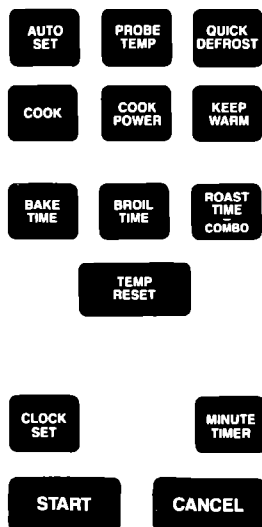 AUTO
SET
PROBE
TEMP
QUICK
DEFROST
COOK
COOK
POWER
KEEP
WARM
BAKE
TIME
BROIL
TIME
ROAST
TIME
–
COMBO
TEMP
RESET
CLOCK
SET
MINUTE
TIMER
START
CANCEL